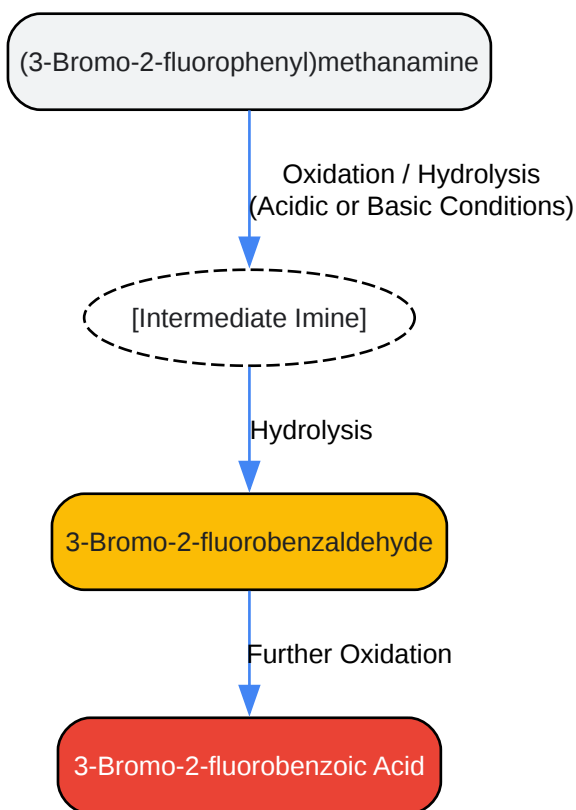 (3-Bromo-2-fluorophenyl)methanamine
Oxidation / Hydrolysis
(Acidic or Basic Conditions)
[Intermediate Imine]
Hydrolysis
3-Bromo-2-fluorobenzaldehyde
Further Oxidation
3-Bromo-2-fluorobenzoic Acid